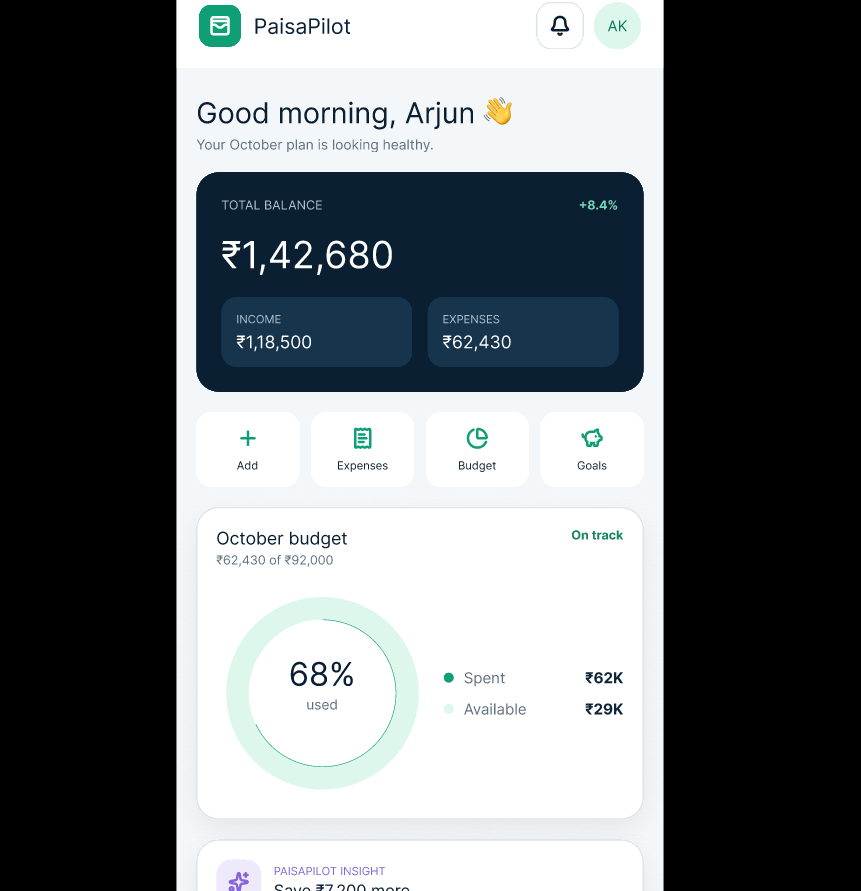 PaisaPilot
AK
Good morning, Arjun 👋
Your October plan is looking healthy.
TOTAL BALANCE +8.4%
₹1,42,680
INCOME EXPENSES
₹1,18,500 ₹62,430
Add Expenses Budget Goals
October budget On track
₹62,430 of ₹92,000
68%
used
Spent ₹62K
Available ₹29K
PAISAPILOT INSIGHT
Save ₹7,200 more